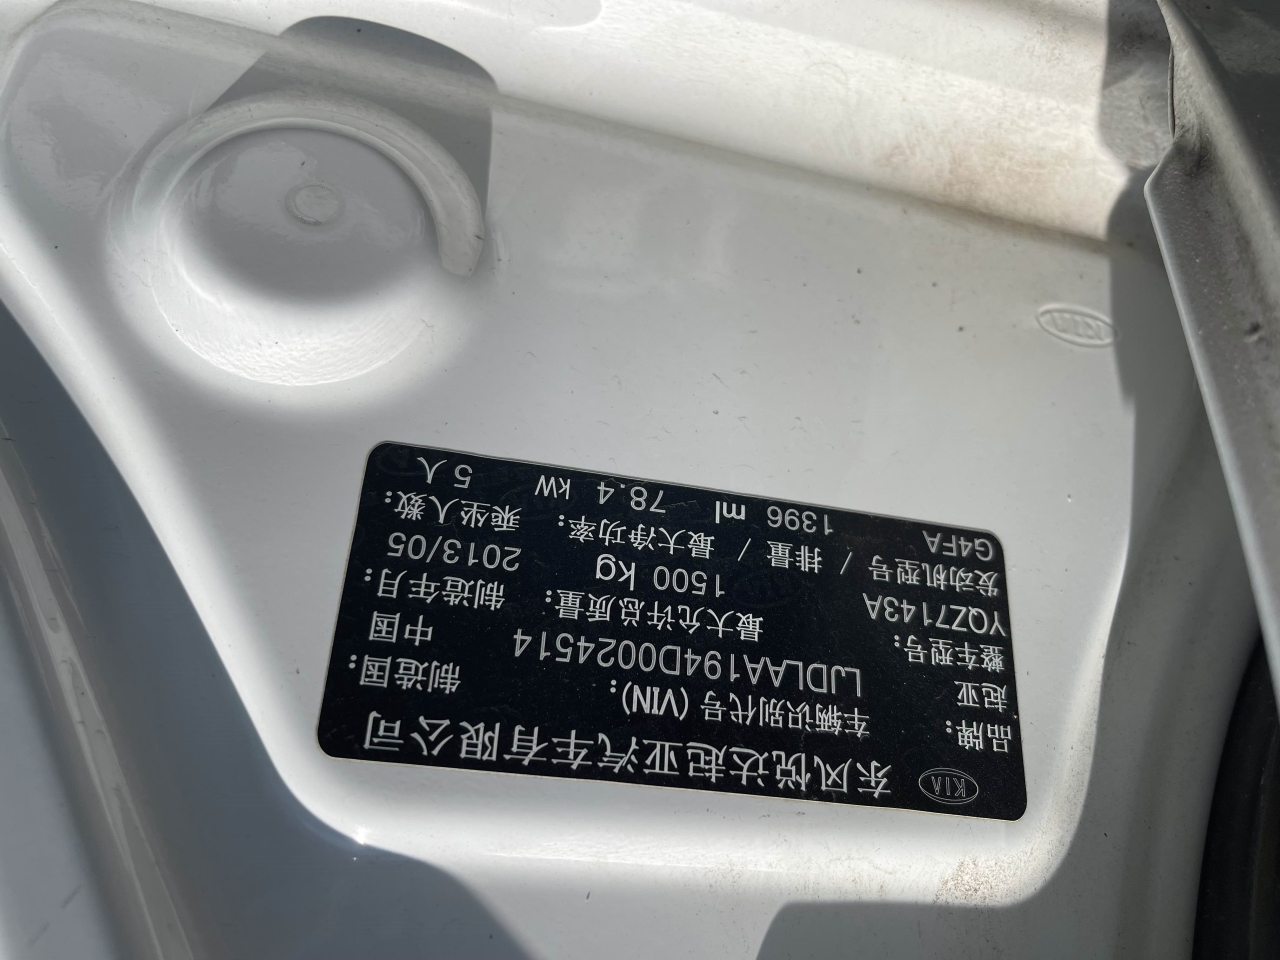 KIA 东风悦达起亚汽车有限公司
品牌: 车辆识别代号 (VIN): 制造国:
起亚 LJDLAA194D0024514 中国
整车型号: 最大允许总质量: 制造年月:
YQZ7143A 1500 kg 2013/05
发动机型号 / 排量 / 最大净功率: 乘坐人数:
G4FA 1396 ml 78.4 kW 5 人
VIN